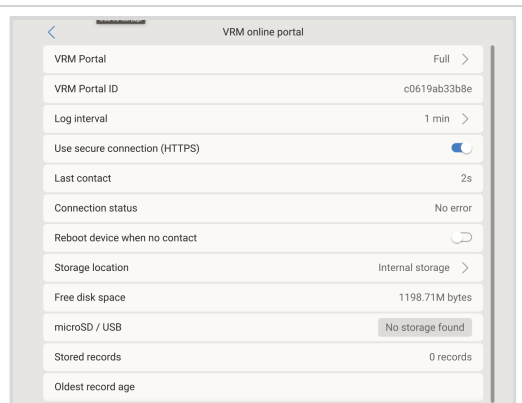 VRM online portal
VRM Portal Full
VRM Portal ID c0619ab33b8e
Log interval 1 min
Use secure connection (HTTPS)
Last contact 2s
Connection status No error
Reboot device when no contact
Storage location Internal storage
Free disk space 1198.71M bytes
microSD / USB No storage found
Stored records 0 records
Oldest record age